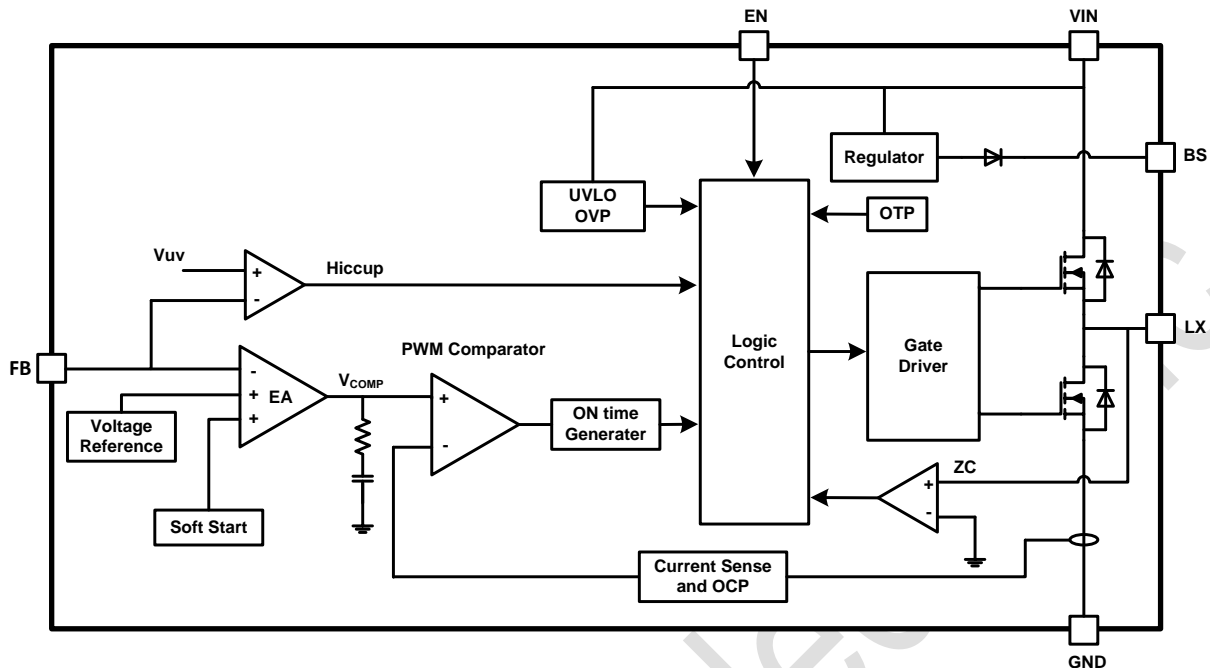 EN
VIN
Regulator
BS
UVLO
OVP
OTP
Vuv
+
-
Hiccup
LX
PWM Comparator
Logic
Control
Gate
Driver
FB
-
+
+
EA
VCOMP
+
-
ON time
Generater
Voltage
Reference
ZC
+
-
Soft Start
Current Sense
and OCP
GND